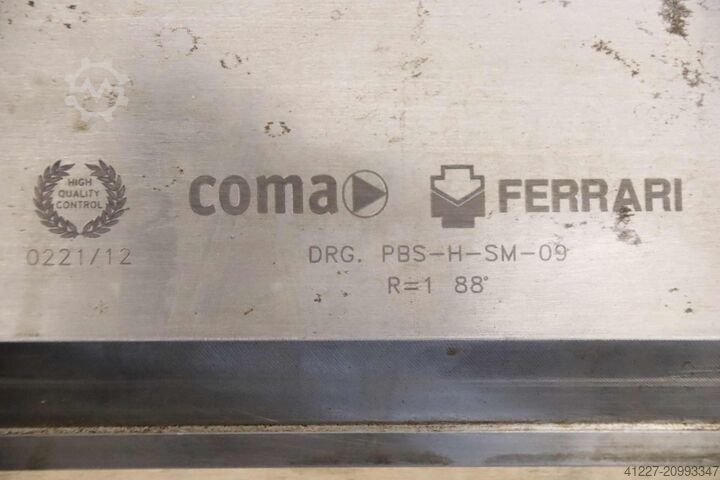 HIGH
QUALITY
CONTROL
coma FERRARI
0221/12 DRG. PBS-H-SM-09
R=1 88°
41227-20993347